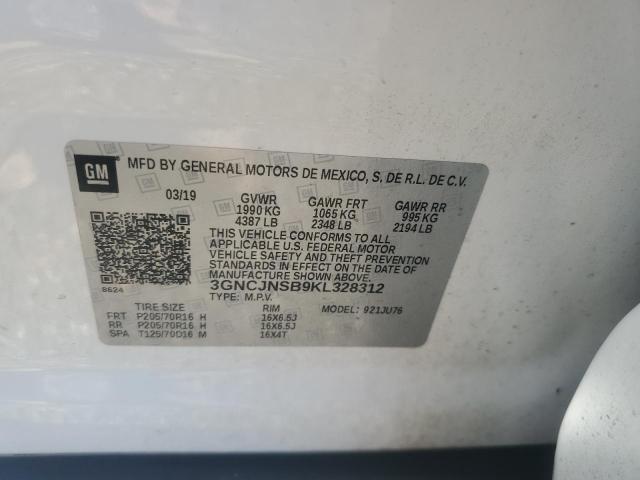 GM MFD BY GENERAL MOTORS DE MEXICO, S. DE R.L. DE C.V.
03/19 GVWR GAWR FRT GAWR RR
1990 KG 1065 KG 995 KG
4387 LB 2348 LB 2194 LB
THIS VEHICLE CONFORMS TO ALL
APPLICABLE U.S. FEDERAL MOTOR
VEHICLE SAFETY AND THEFT PREVENTION
STANDARDS IN EFFECT ON THE DATE OF
MANUFACTURE SHOWN ABOVE.
8624 3GNCJNSB9KL328312
TYPE: M.P.V. MODEL: 921JU76
TIRE SIZE RIM
FRT P205/70R16 H 16X6.5J
RR P205/70R16 H 16X6.5J
SPA T125/70D16 M 16X4T